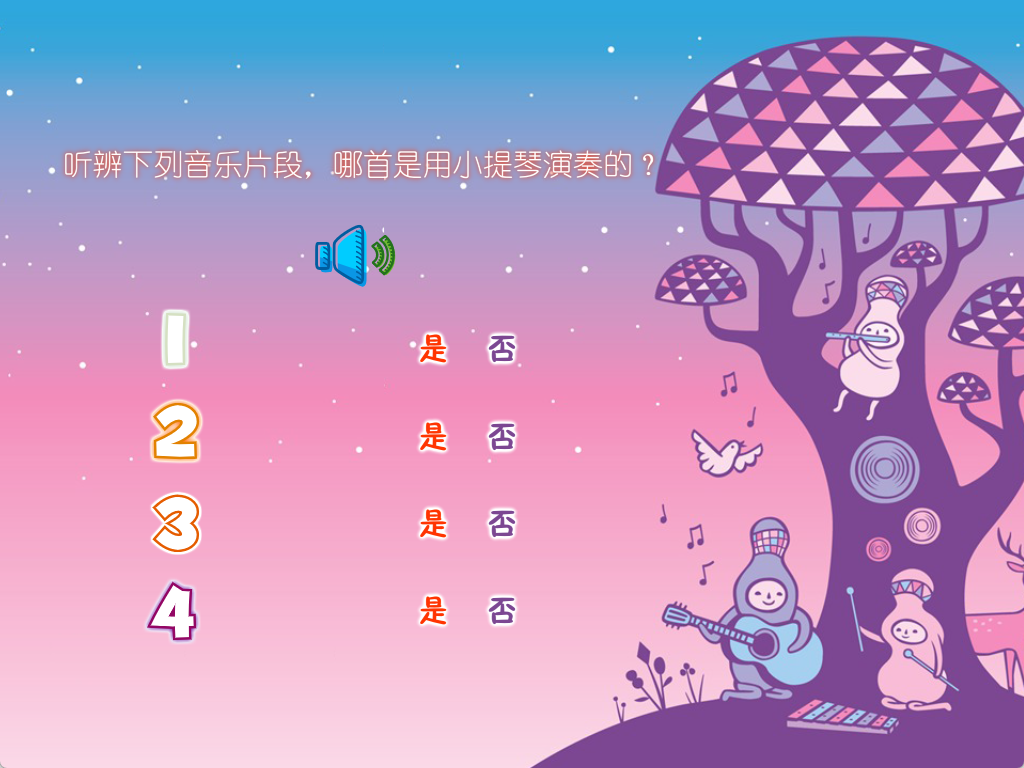 听辨下列音乐片段，哪首是用小提琴演奏的？
1 是 否
2 是 否
3 是 否
4 是 否